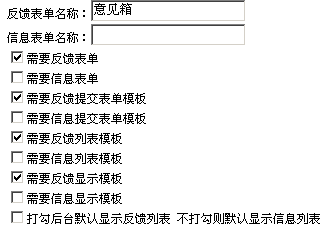 反馈表单名称：意见箱
信息表单名称：
需要反馈表单
需要信息表单
需要反馈提交表单模板
需要信息提交表单模板
需要反馈列表模板
需要信息列表模板
需要反馈显示模板
需要信息显示模板
打勾后台默认显示反馈列表 不打勾则默认显示信息列表